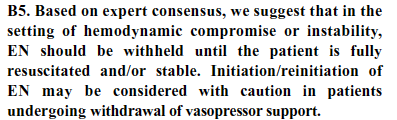 B5. Based on expert consensus, we suggest that in the
setting of hemodynamic compromise or instability,
EN should be withheld until the patient is fully
resuscitated and/or stable. Initiation/reinitiation of
EN may be considered with caution in patients
undergoing withdrawal of vasopressor support.